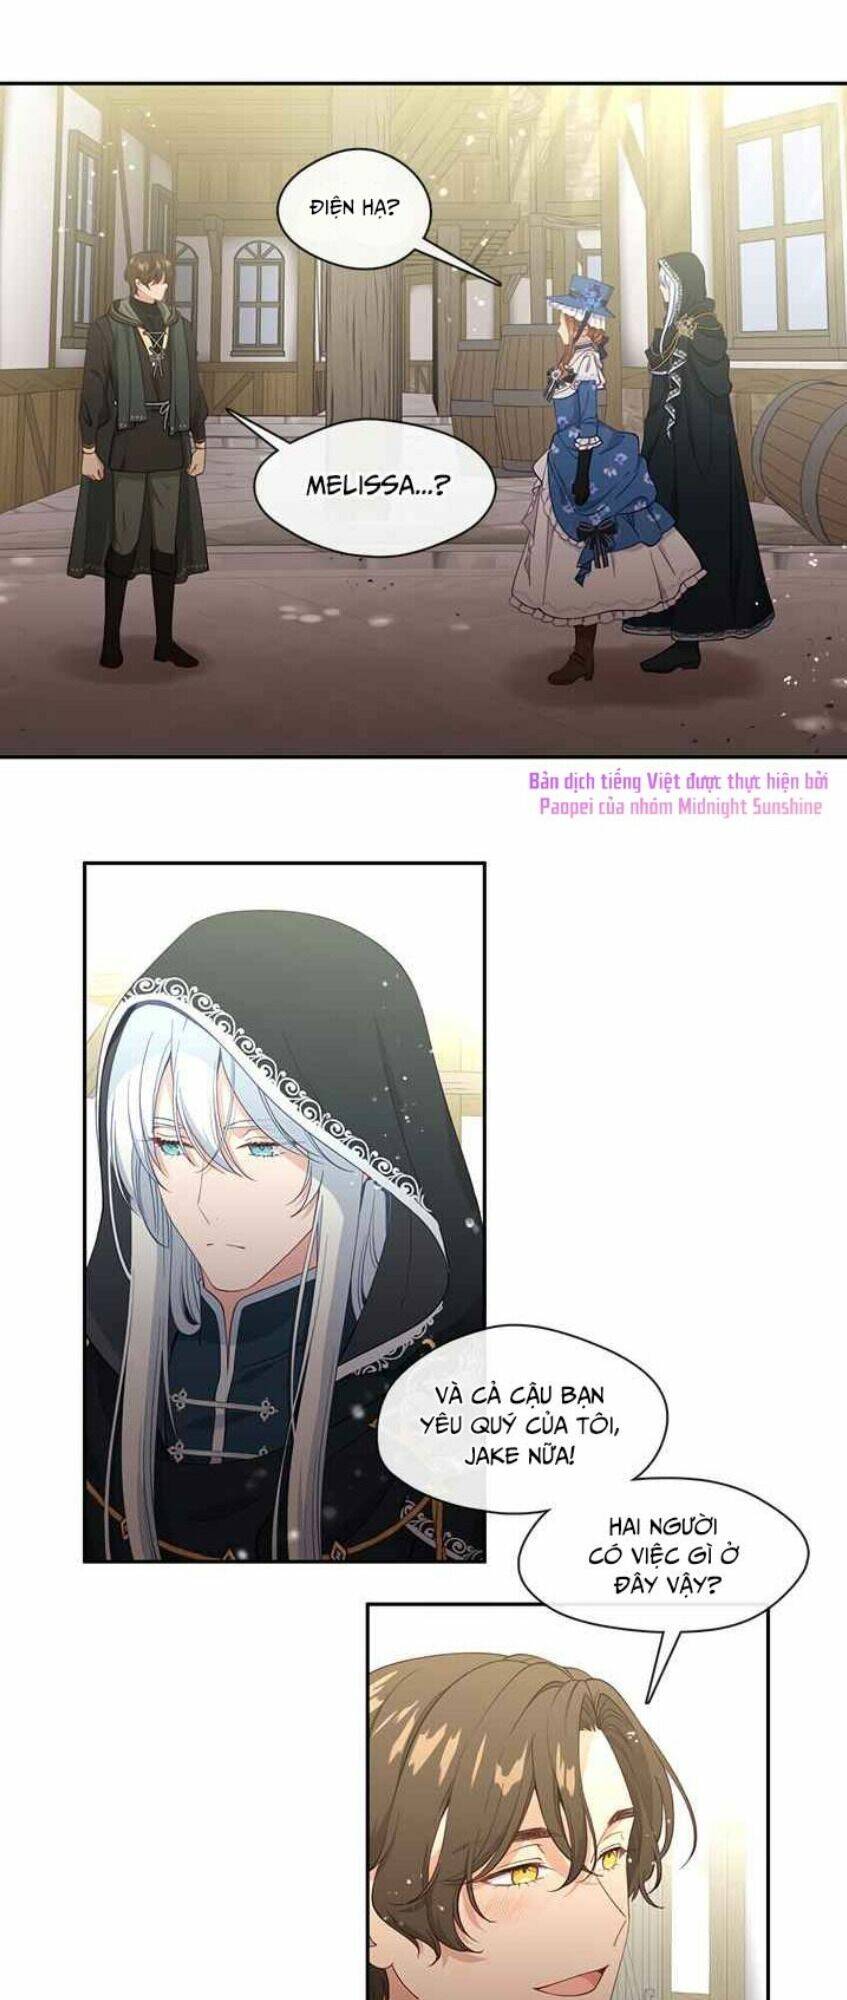 ĐIỆN HẠ?
MELISSA...?
Bản dịch tiếng Việt được thực hiện bởi
Paopei của nhóm Midnight Sunshine
VÀ CẢ CẬU BẠN
YÊU QUÝ CỦA TÔI,
JAKE NỮA!
HAI NGƯỜI
CÓ VIỆC GÌ Ở
ĐÂY VẬY?